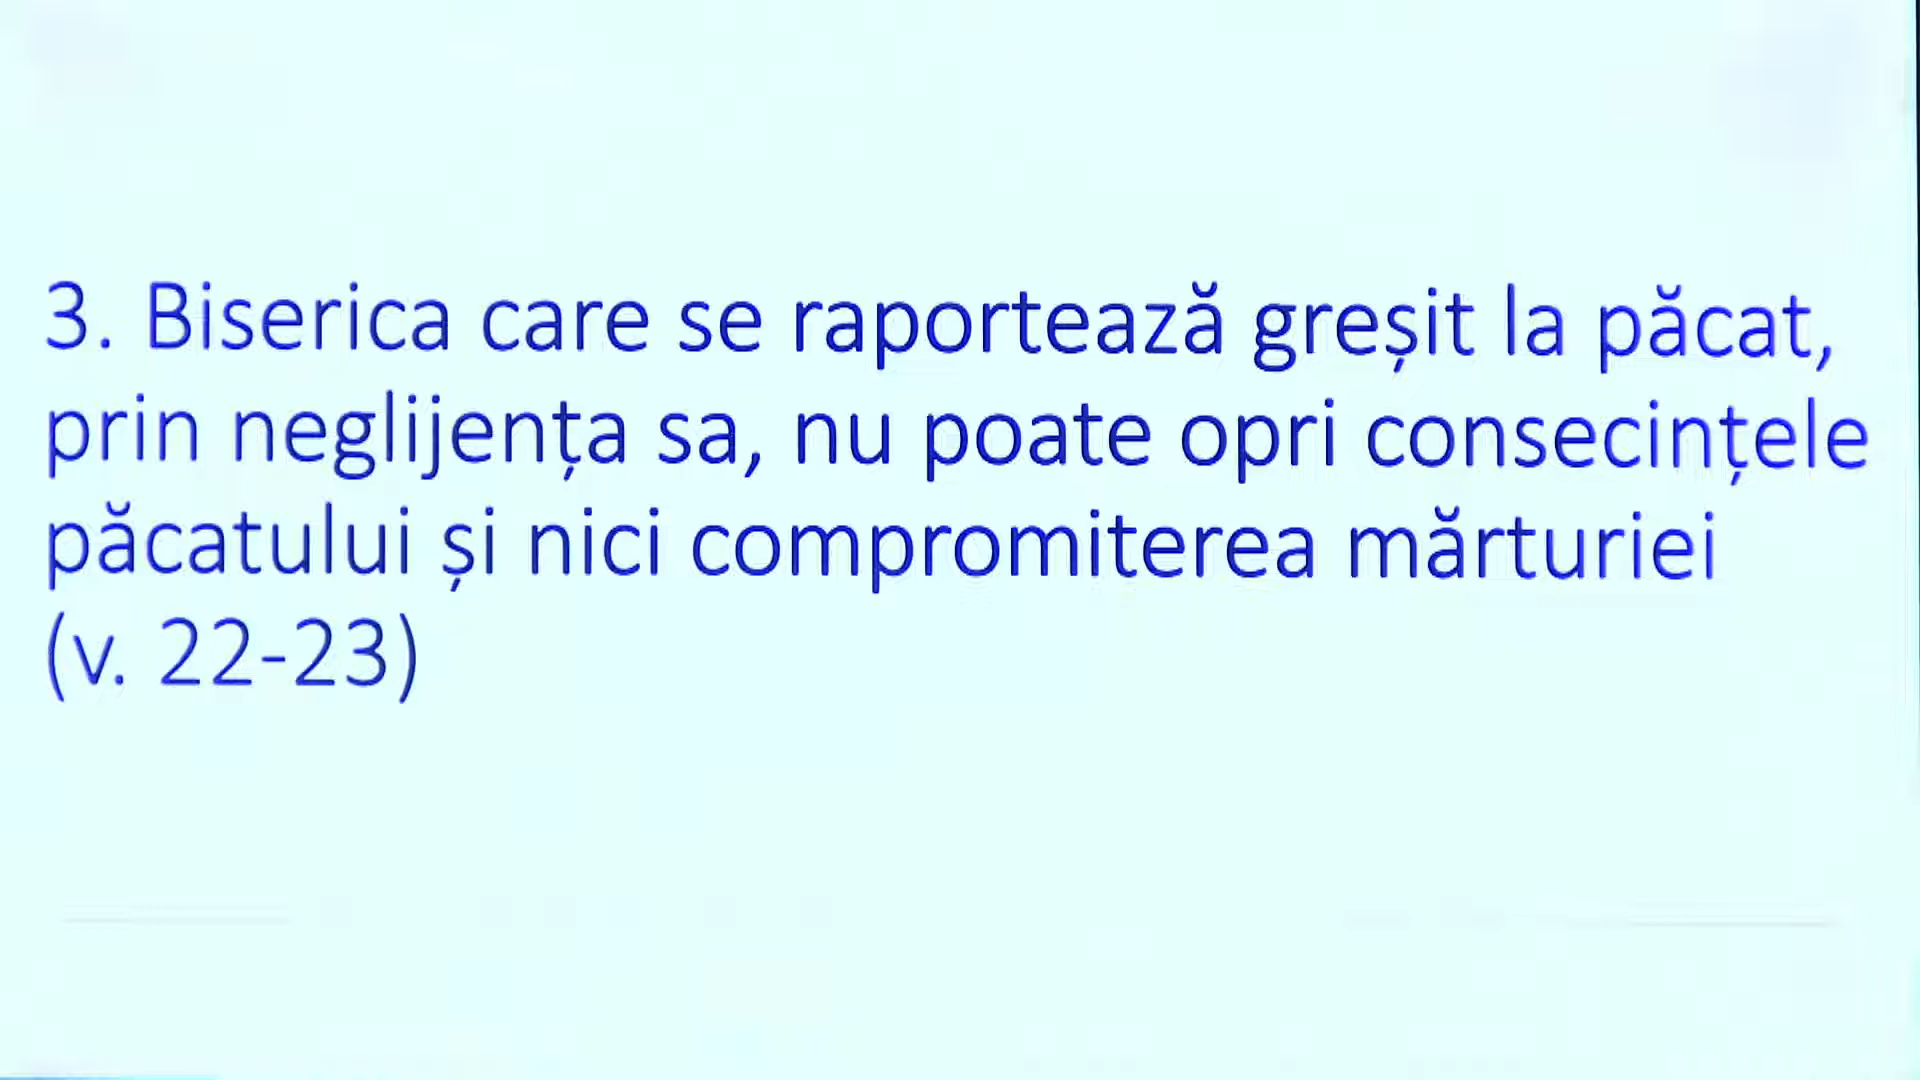 3. Biserica care se raportează greșit la păcat,
prin neglijența sa, nu poate opri consecințele
păcatului și nici compromiterea mărturiei
(v. 22-23)